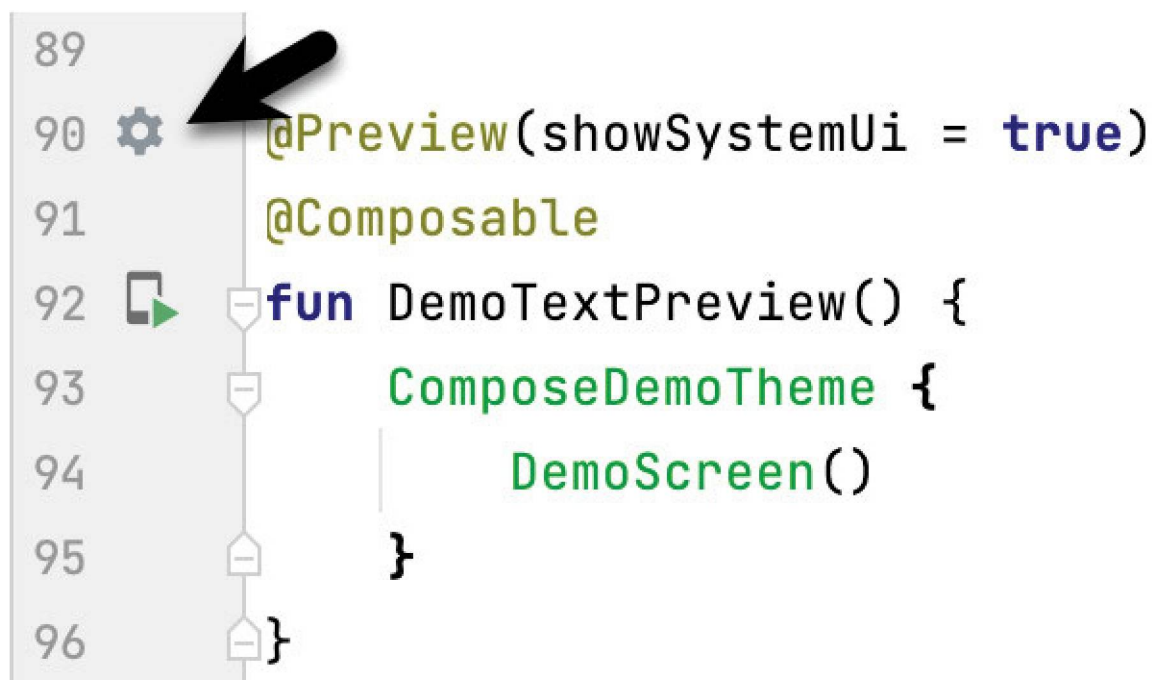 89
90 @Preview(showSystemUi = true)
91 @Composable
92 fun DemoTextPreview() {
93     ComposeDemoTheme {
94         DemoScreen()
95     }
96 }